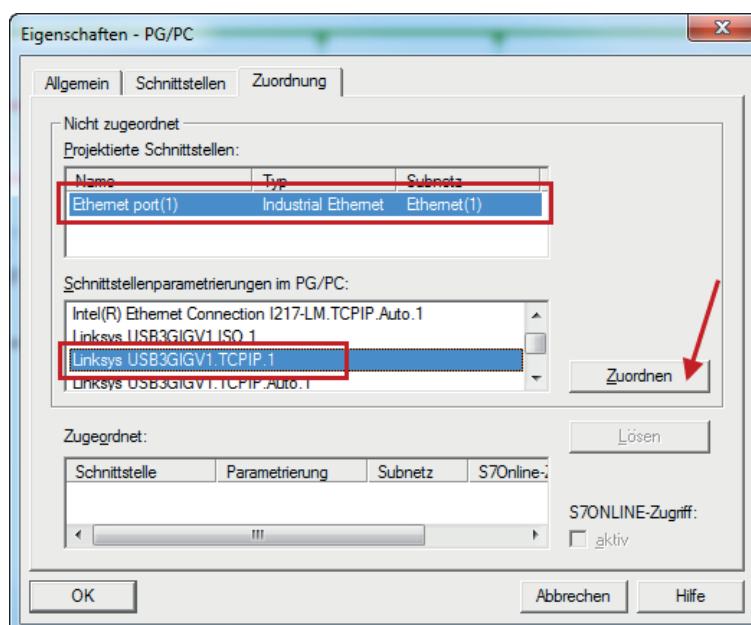 Eigenschaften - PG/PC
Allgemein Schnittstellen Zuordnung
Nicht zugeordnet
Projektierte Schnittstellen:
Name Typ Subnetz
Ethernet port(1) Industrial Ethernet Ethernet(1)
Schnittstellenparametrierungen im PG/PC:
Intel(R) Ethernet Connection I217-LM.TCPIP.Auto.1
Linksys USB3GIGV1.ISO.1
Linksys USB3GIGV1.TCPIP.1
Linksys USB3GIGV1.TCPIP.Auto.1
Zuordnen
Zugeordnet:
Lösen
Schnittstelle Parametrierung Subnetz S7Online-
S7ONLINE-Zugriff:
aktiv
OK Abbrechen Hilfe